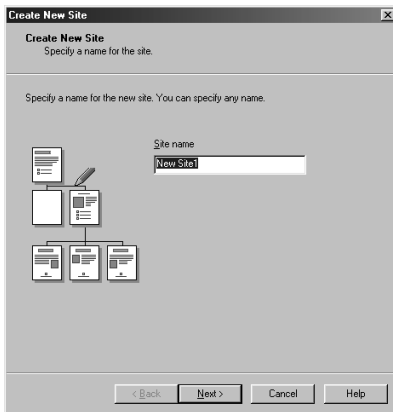 Create New Site
Create New Site
Specify a name for the site.
Specify a name for the new site. You can specify any name.
Site name
New Site1
< Back Next > Cancel Help